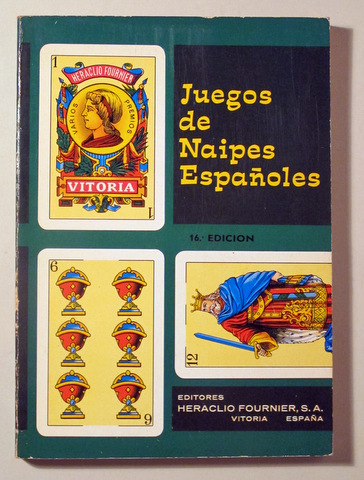 1
HERACLIO FOURNIER
VARIOS PREMIOS
VITORIA
1
Juegos
de
Naipes
Españoles
16.ª EDICION
6
6
12
EDITORES
HERACLIO FOURNIER, S. A.
VITORIA ESPAÑA